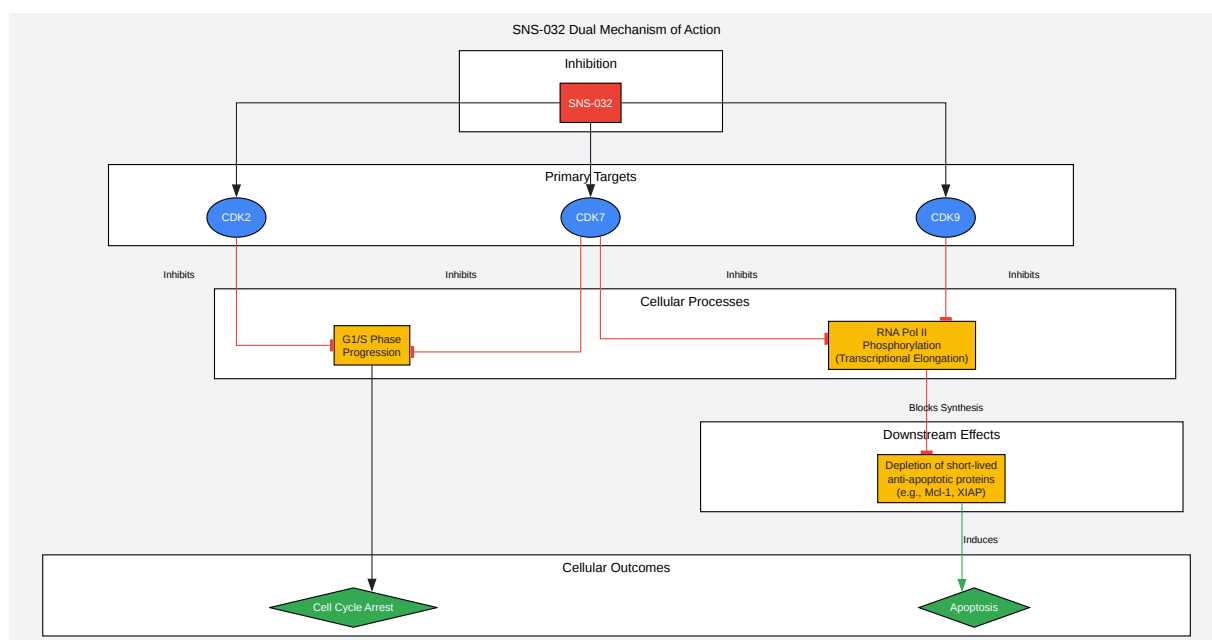 SNS-032 Dual Mechanism of Action
Inhibition
SNS-032
Primary Targets
CDK2
CDK7
CDK9
Inhibits
Inhibits
Inhibits
Inhibits
Cellular Processes
G1/S Phase
Progression
RNA Pol II
Phosphorylation
(Transcriptional Elongation)
Blocks Synthesis
Downstream Effects
Depletion of short-lived
anti-apoptotic proteins
(e.g., Mcl-1, XIAP)
Induces
Cellular Outcomes
Cell Cycle Arrest
Apoptosis